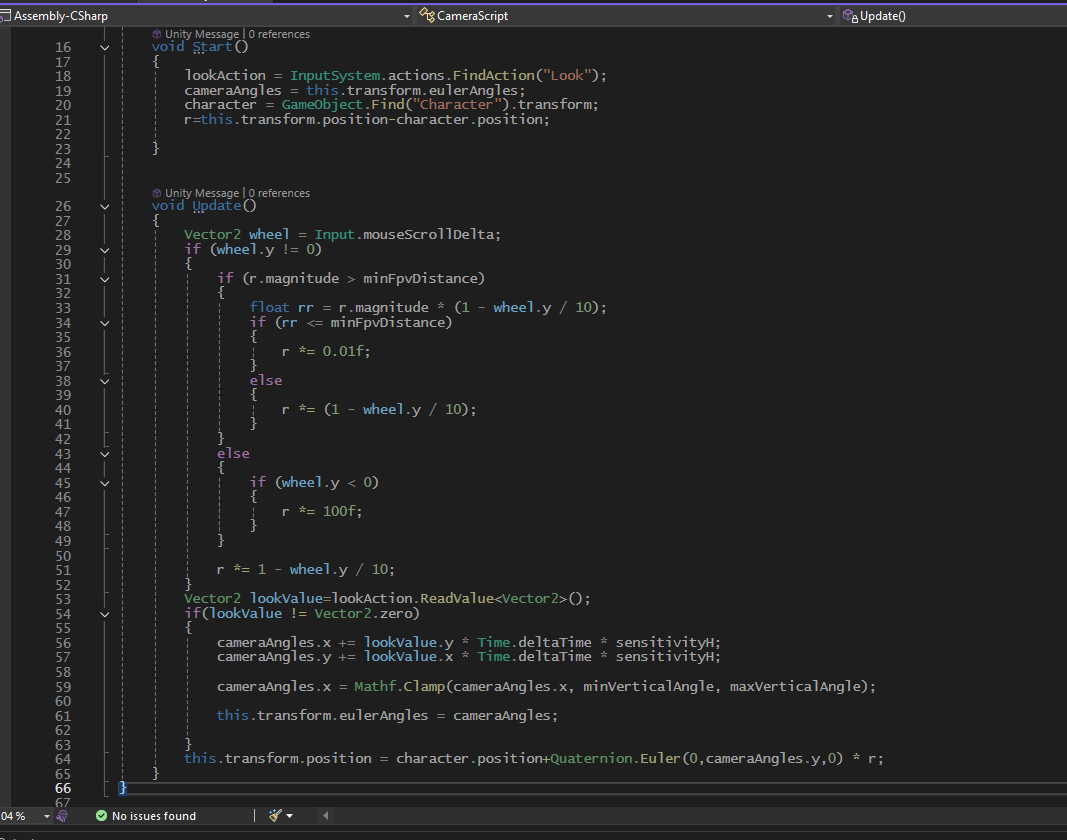 Assembly-CSharp CameraScript Update()
Unity Message | 0 references
16 void Start()
17 {
18 lookAction = InputSystem.actions.FindAction("Look");
19 cameraAngles = this.transform.eulerAngles;
20 character = GameObject.Find("Character").transform;
21 r=this.transform.position-character.position;
22
23 }
24
25
Unity Message | 0 references
26 void Update()
27 {
28 Vector2 wheel = Input.mouseScrollDelta;
29 if (wheel.y != 0)
30 {
31 if (r.magnitude > minFpvDistance)
32 {
33 float rr = r.magnitude * (1 - wheel.y / 10);
34 if (rr <= minFpvDistance)
35 {
36 r *= 0.01f;
37 }
38 else
39 {
40 r *= (1 - wheel.y / 10);
41 }
42 }
43 else
44 {
45 if (wheel.y < 0)
46 {
47 r *= 100f;
48 }
49 }
50
51 r *= 1 - wheel.y / 10;
52 }
53 Vector2 lookValue=lookAction.ReadValue<Vector2>();
54 if(lookValue != Vector2.zero)
55 {
56 cameraAngles.x += lookValue.y * Time.deltaTime * sensitivityH;
57 cameraAngles.y += lookValue.x * Time.deltaTime * sensitivityH;
58
59 cameraAngles.x = Mathf.Clamp(cameraAngles.x, minVerticalAngle, maxVerticalAngle);
60
61 this.transform.eulerAngles = cameraAngles;
62
63 }
64 this.transform.position = character.position+Quaternion.Euler(0,cameraAngles.y,0) * r;
65 }
66 }
67
04 % No issues found